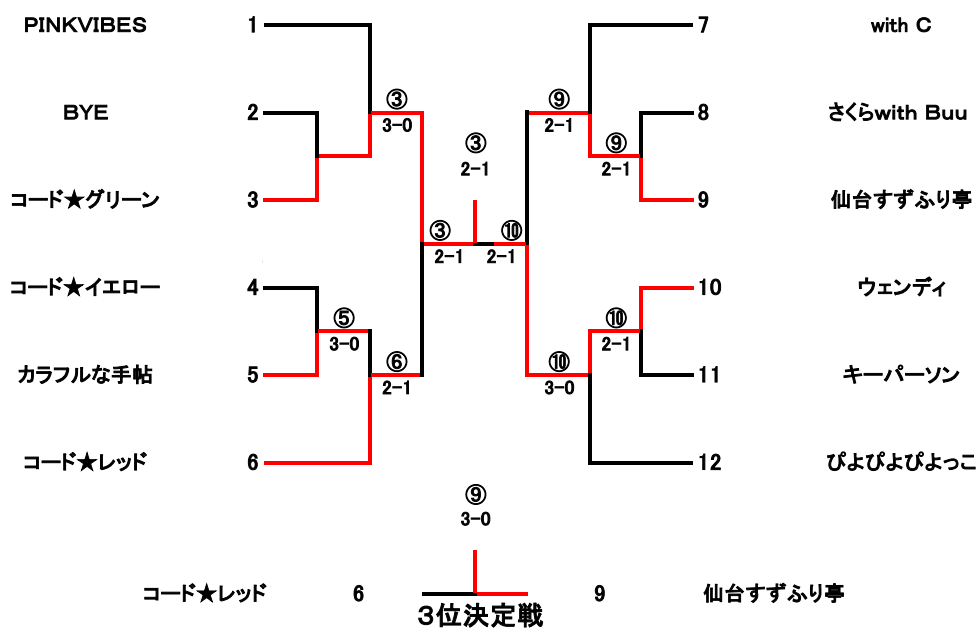 PINKVIBES 1 7 with C
③ ⑨
BYE 2 3-0 2-1 8 さくらwith Buu
③ ⑨
2-1 2-1
コード★グリーン 3 9 仙台すずふり亭
③ ⑩
2-1 2-1
コード★イエロー 4 10 ウェンディ
⑤ ⑩
3-0 2-1
⑥ ⑩
カラフルな手帖 5 2-1 3-0 11 キーパーソン
コード★レッド 6 12 ぴよぴよぴよっこ
⑨
3-0
コード★レッド 6 9 仙台すずふり亭
3位決定戦